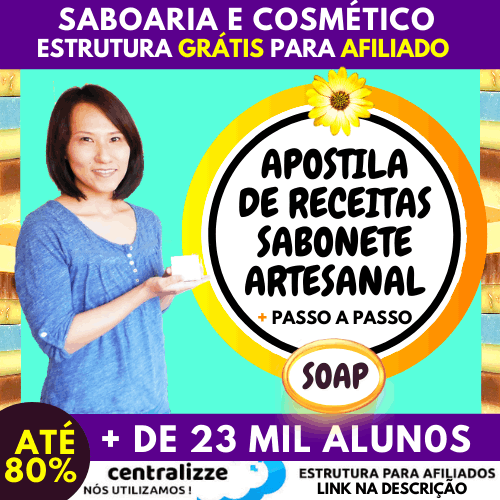 SABOARIA E COSMÉTICO
ESTRUTURA GRÁTIS PARA AFILIADO
APOSTILA
DE RECEITAS
SABONETE
ARTESANAL
+ PASSO A PASSO
SOAP
ATÉ
80%
+ DE 23 MIL ALUNOS
centralizze
NÓS UTILIZAMOS !
ESTRUTURA PARA AFILIADOS
LINK NA DESCRIÇÃO